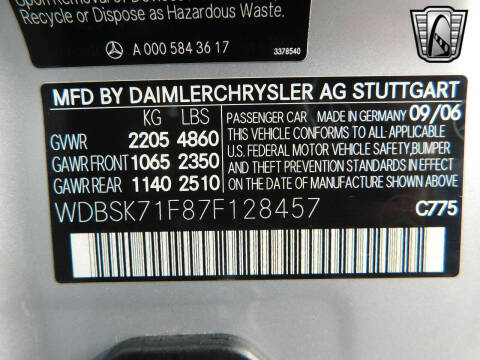 Recycle or Dispose as Hazardous Waste.
A 000 584 36 17
3378540
MFD BY DAIMLERCHRYSLER AG STUTTGART
KG LBS
GVWR 2205 4860
GAWR FRONT 1065 2350
GAWR REAR 1140 2510
PASSENGER CAR MADE IN GERMANY 09/06
THIS VEHICLE CONFORMS TO ALL APPLICABLE
U.S. FEDERAL MOTOR VEHICLE SAFETY, BUMPER
AND THEFT PREVENTION STANDARDS IN
EFFECT ON THE DATE OF MANUFACTURE
SHOWN ABOVE
WDBSK71F87F128457
C775